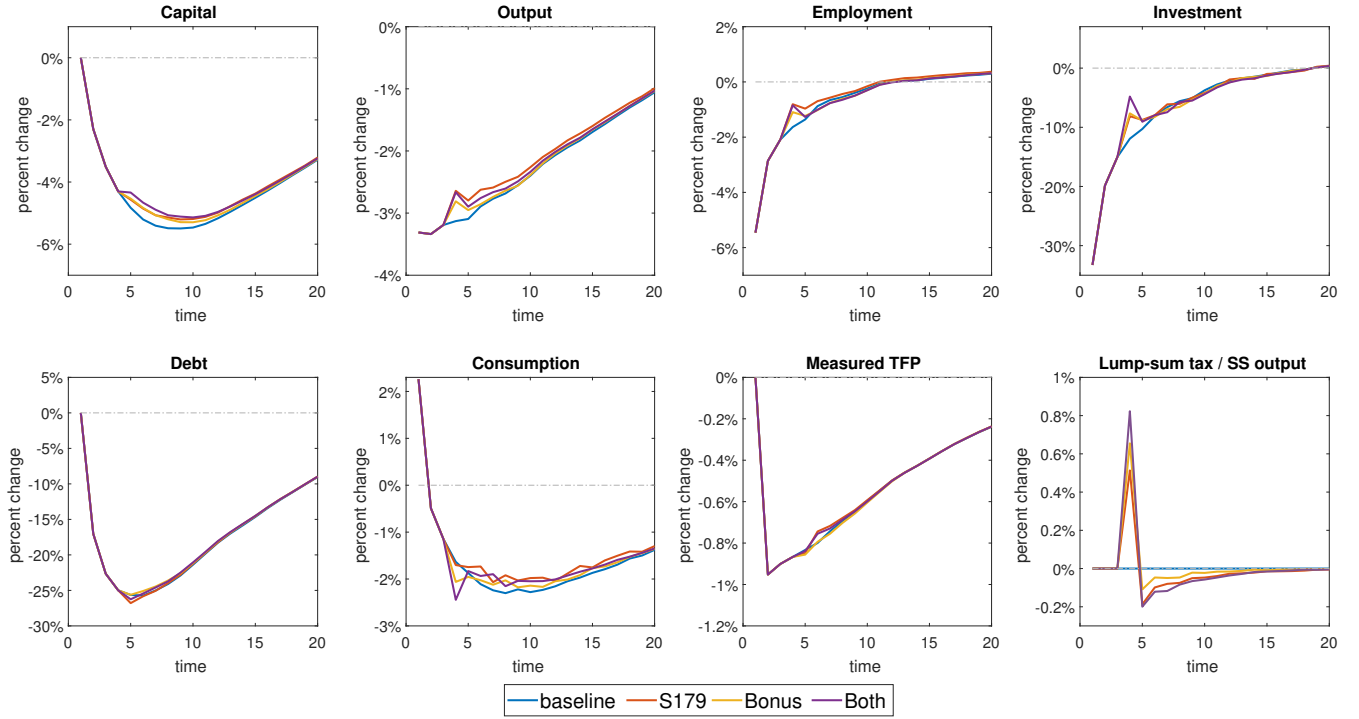 Capital
0%
-2%
-4%
-6%
percent change
0 5 10 15 20
time
Output
0%
-1%
-2%
-3%
-4%
percent change
0 5 10 15 20
time
Employment
2%
0%
-2%
-4%
-6%
percent change
0 5 10 15 20
time
Investment
0%
-10%
-20%
-30%
percent change
0 5 10 15 20
time
Debt
5%
0%
-5%
-10%
-15%
-20%
-25%
-30%
percent change
0 5 10 15 20
time
Consumption
2%
1%
0%
-1%
-2%
-3%
percent change
0 5 10 15 20
time
Measured TFP
0%
-0.2%
-0.4%
-0.6%
-0.8%
-1%
-1.2%
percent change
0 5 10 15 20
time
Lump-sum tax / SS output
1%
0.8%
0.6%
0.4%
0.2%
0%
-0.2%
percent change
0 5 10 15 20
time
baseline S179 Bonus Both